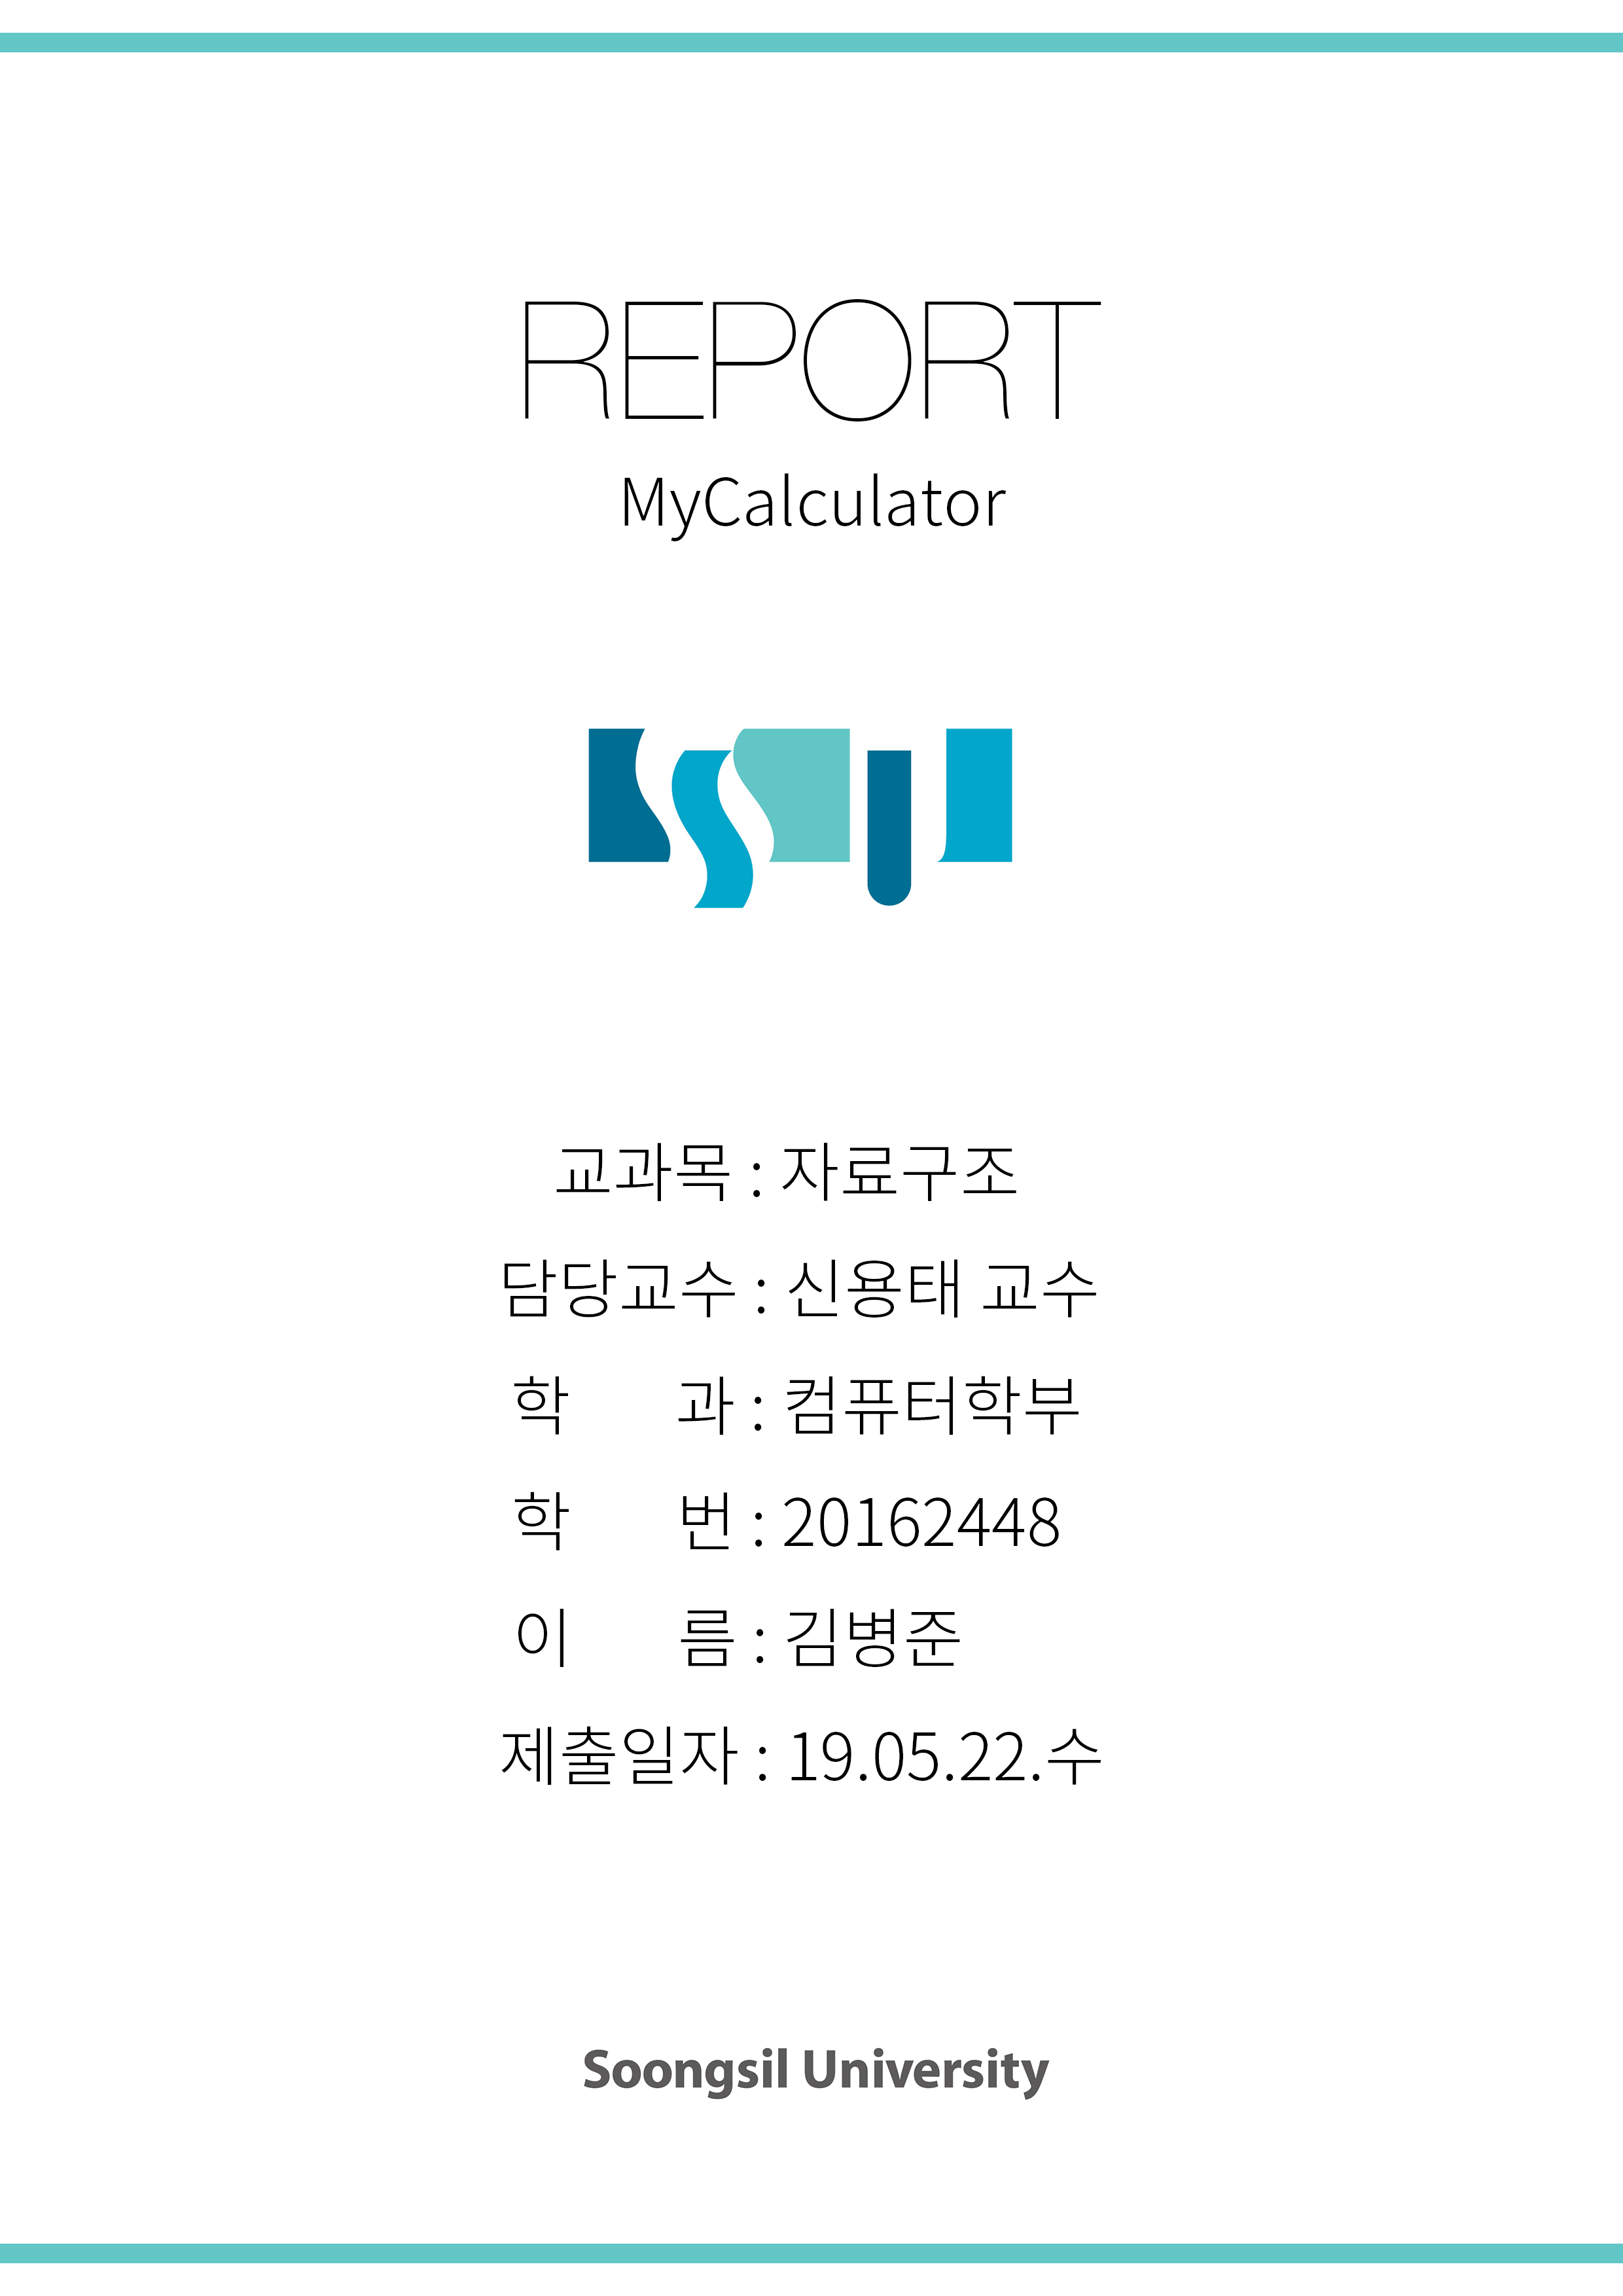 REPORT
MyCalculator
SSU
교과목 : 자료구조
담당교수 : 신용태 교수
학 과 : 컴퓨터학부
학 번 : 20162448
이 름 : 김병준
제출일자 : 19.05.22.수
Soongsil University